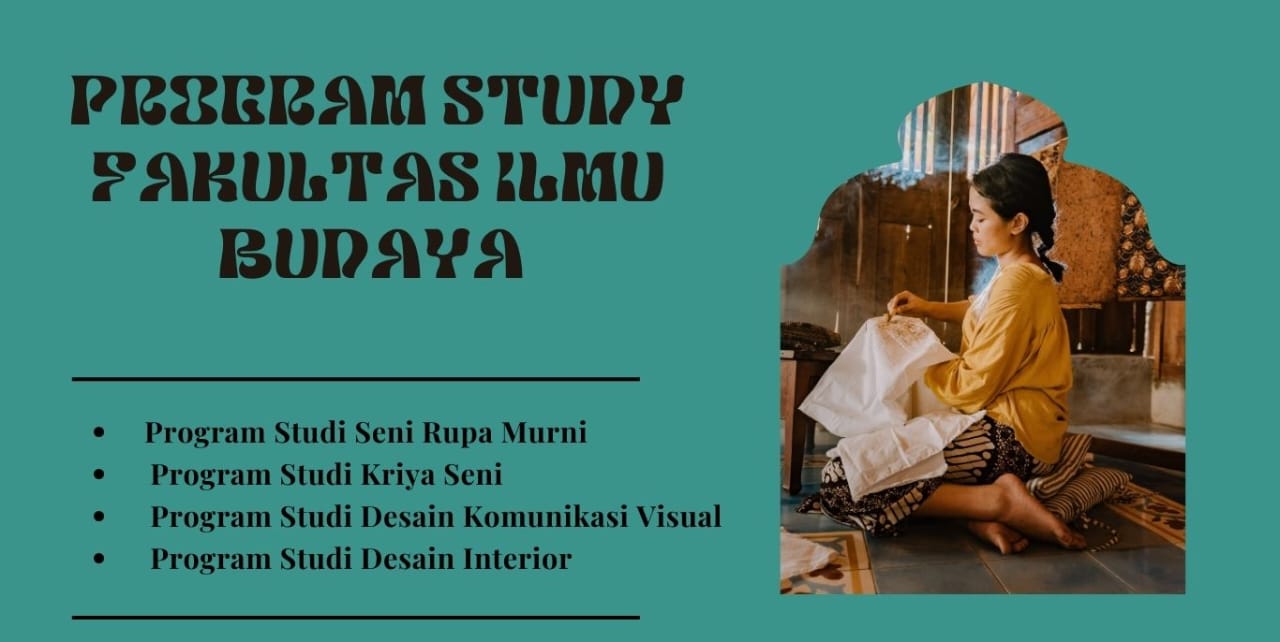 PROGRAM STUDY
FAKULTAS ILMU
BUDAYA
• Program Studi Seni Rupa Murni
• Program Studi Kriya Seni
• Program Studi Desain Komunikasi Visual
• Program Studi Desain Interior